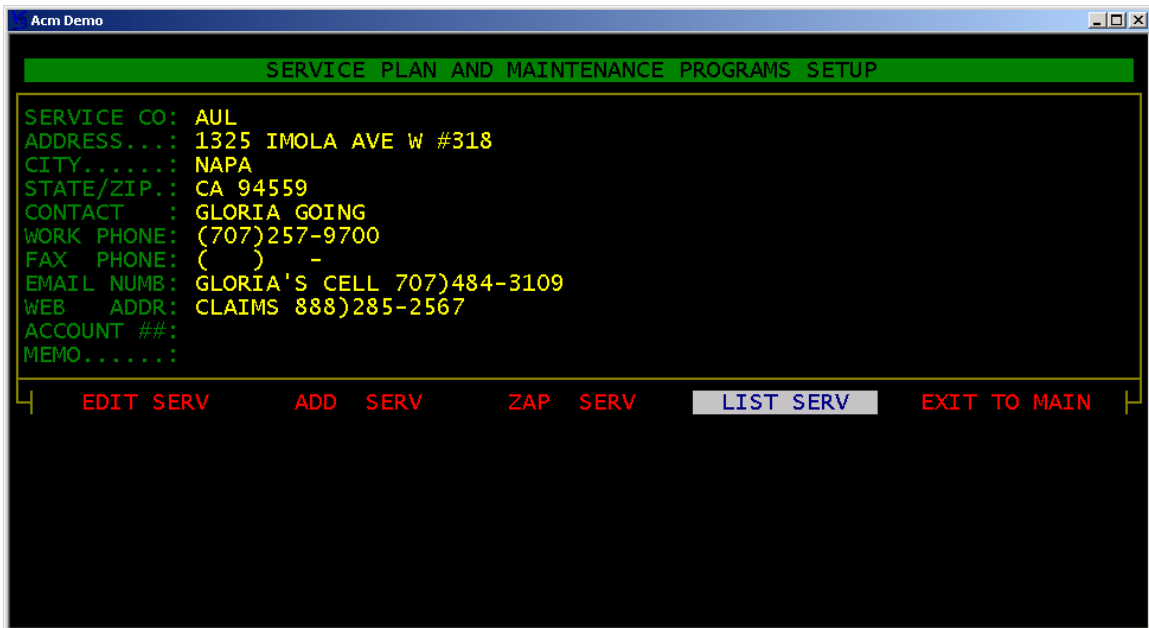 Acm Demo
SERVICE PLAN AND MAINTENANCE PROGRAMS SETUP
SERVICE CO: AUL
ADDRESS...: 1325 IMOLA AVE W #318
CITY......: NAPA
STATE/ZIP.: CA 94559
CONTACT   : GLORIA GOING
WORK PHONE: (707)257-9700
FAX  PHONE: (   )   -
EMAIL NUMB: GLORIA'S CELL 707)484-3109
WEB   ADDR: CLAIMS 888)285-2567
ACCOUNT ##:
MEMO......:
EDIT SERV ADD  SERV ZAP  SERV LIST SERV EXIT TO MAIN